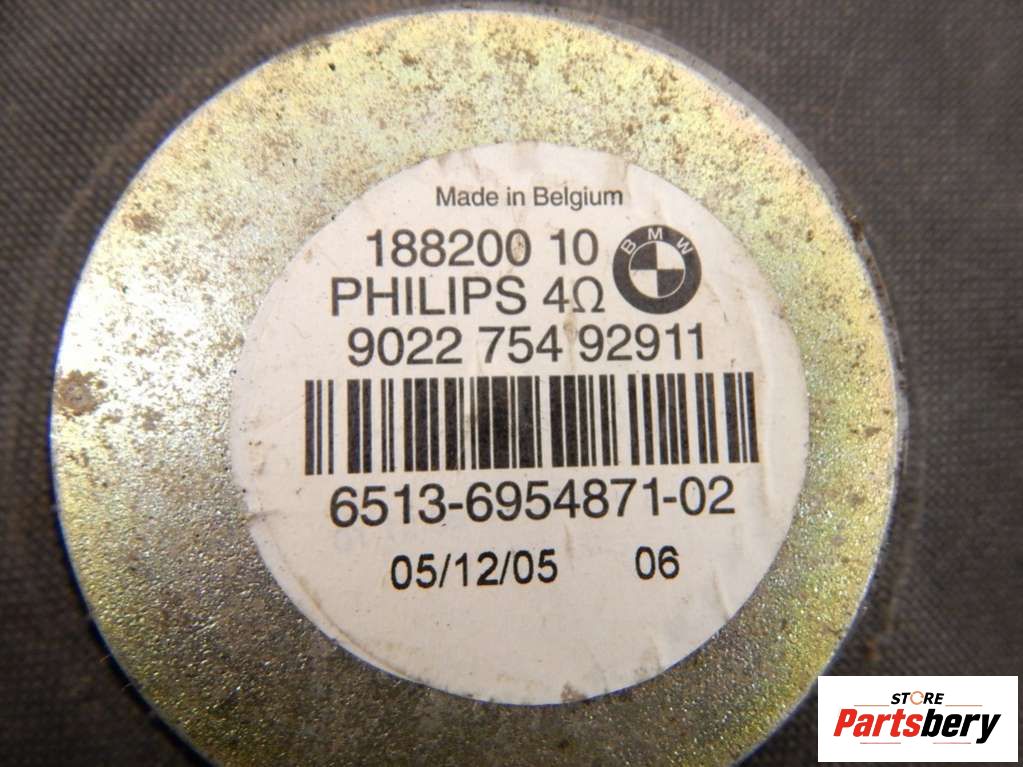 Made in Belgium
188200 10
BMW
PHILIPS 4Ω
9022 754 92911
6513-6954871-02
05/12/05 06
STORE
Partsbery